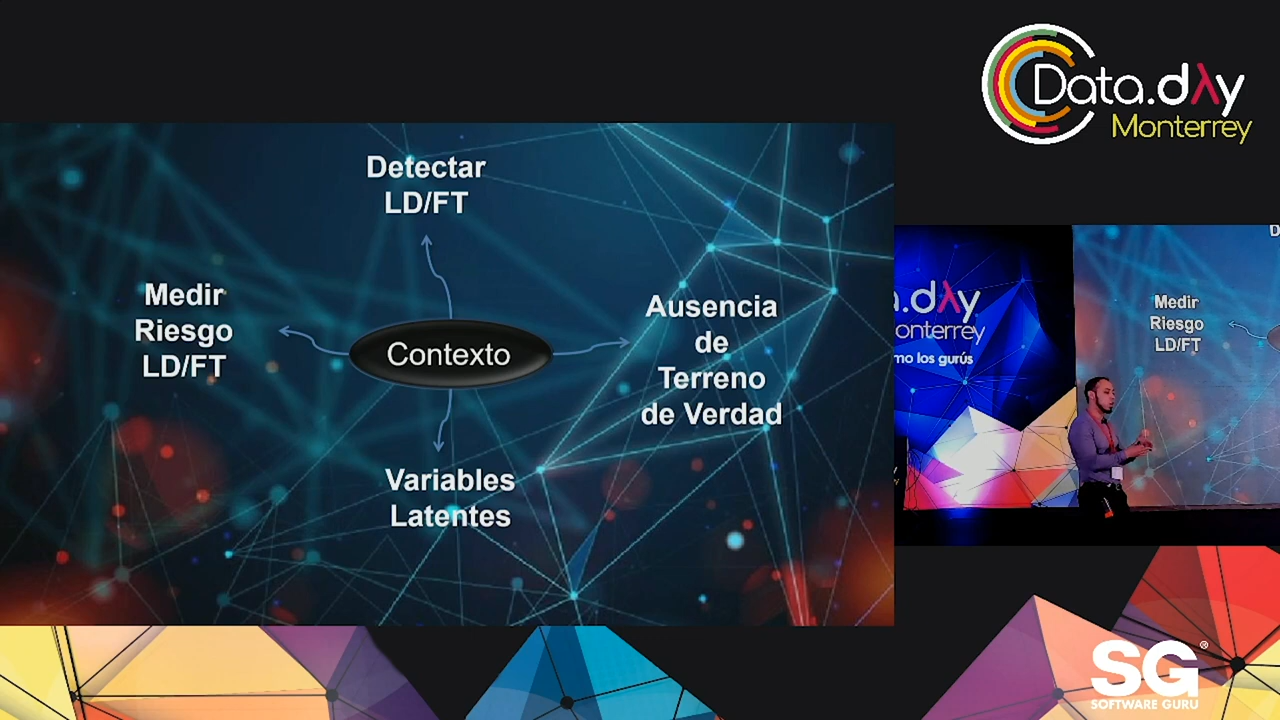 Data.dλy
Monterrey
Detectar
LD/FT
Medir
Riesgo
LD/FT
Contexto
Ausencia
de
Terreno
de Verdad
Variables
Latentes
a.dλy
onterrey
mo los gurús
Medir
Riesgo
LD/FT
D
SG®
SOFTWARE GURU